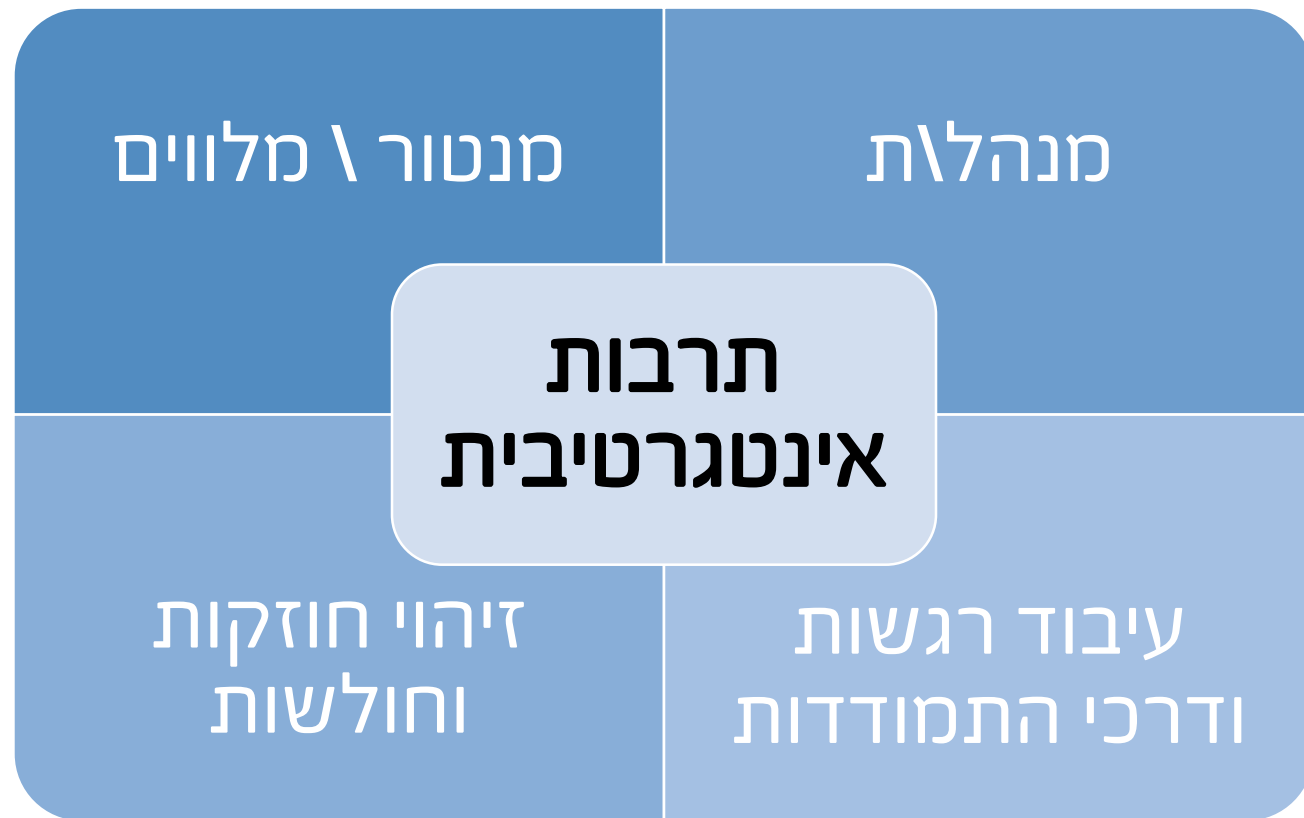 מנהל\ת
מנטור \ מלווים
תרבות
אינטגרטיבית
עיבוד רגשות
ודרכי התמודדות
זיהוי חוזקות
וחולשות